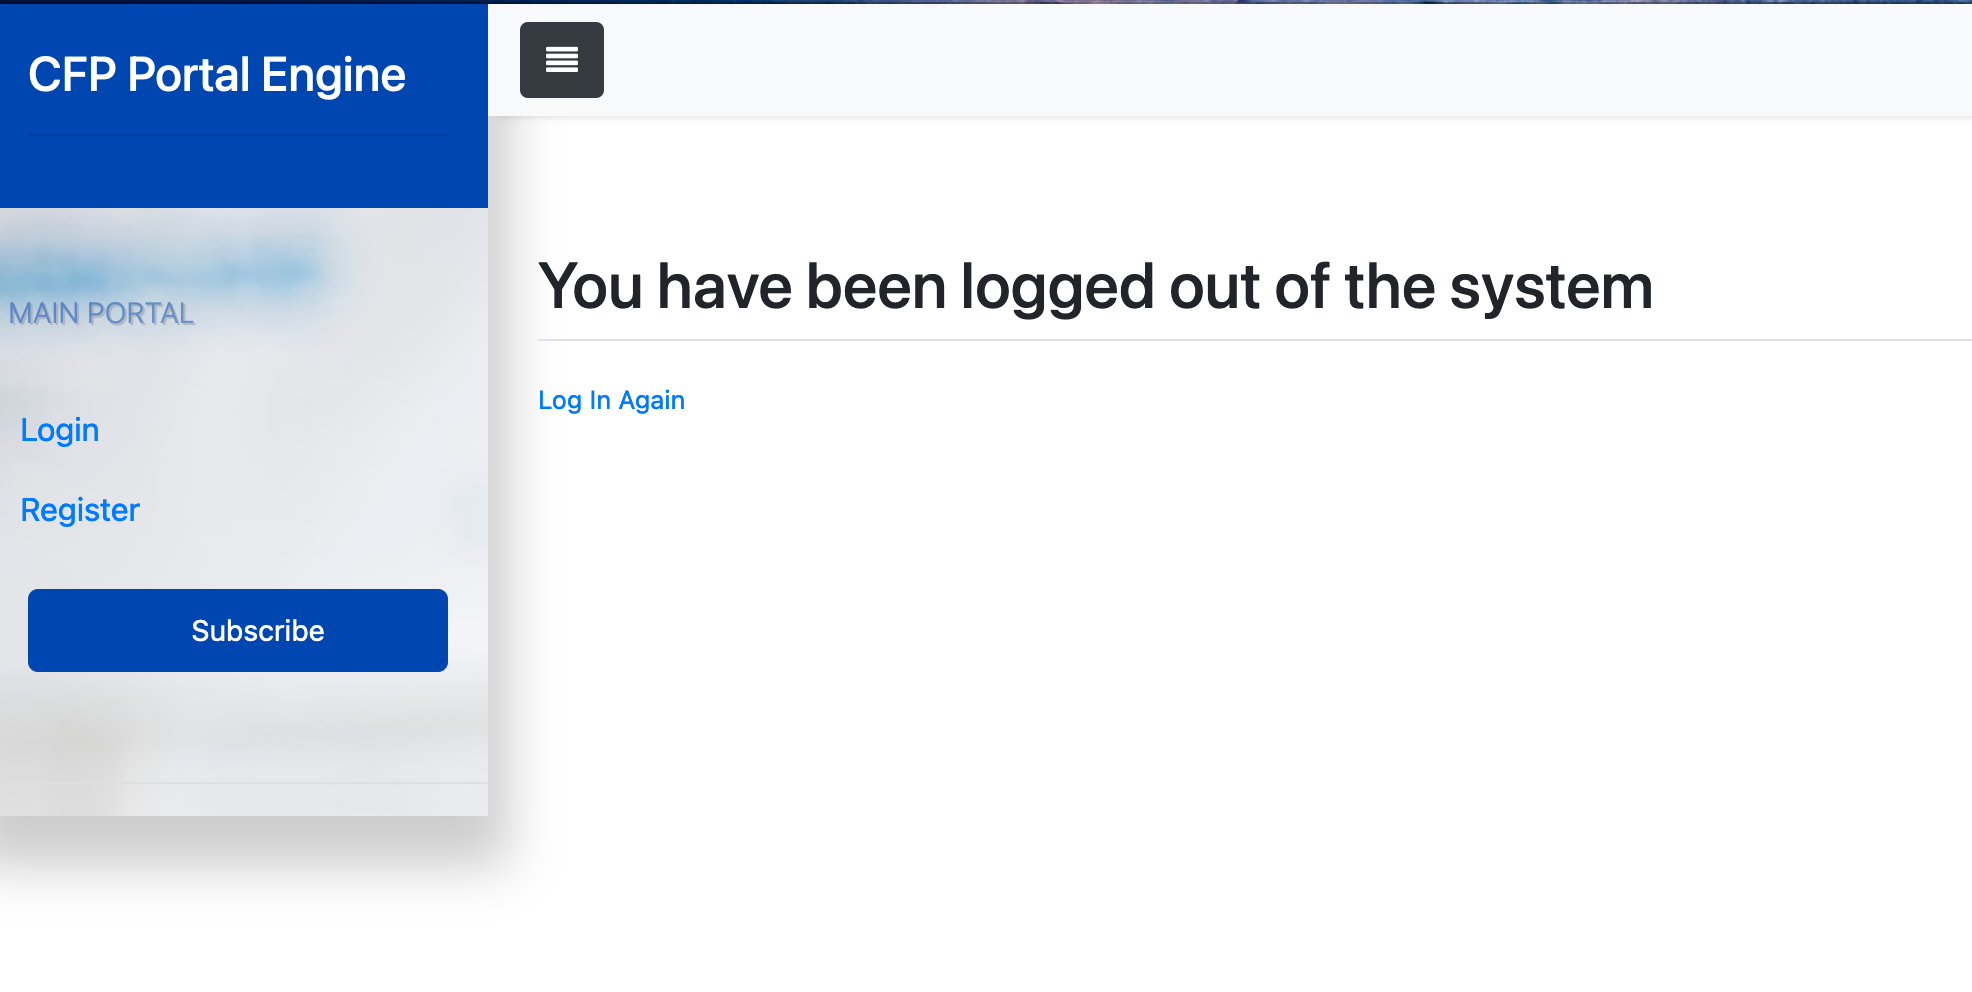 CFP Portal Engine
MAIN PORTAL
Login
Register
Subscribe
You have been logged out of the system
Log In Again